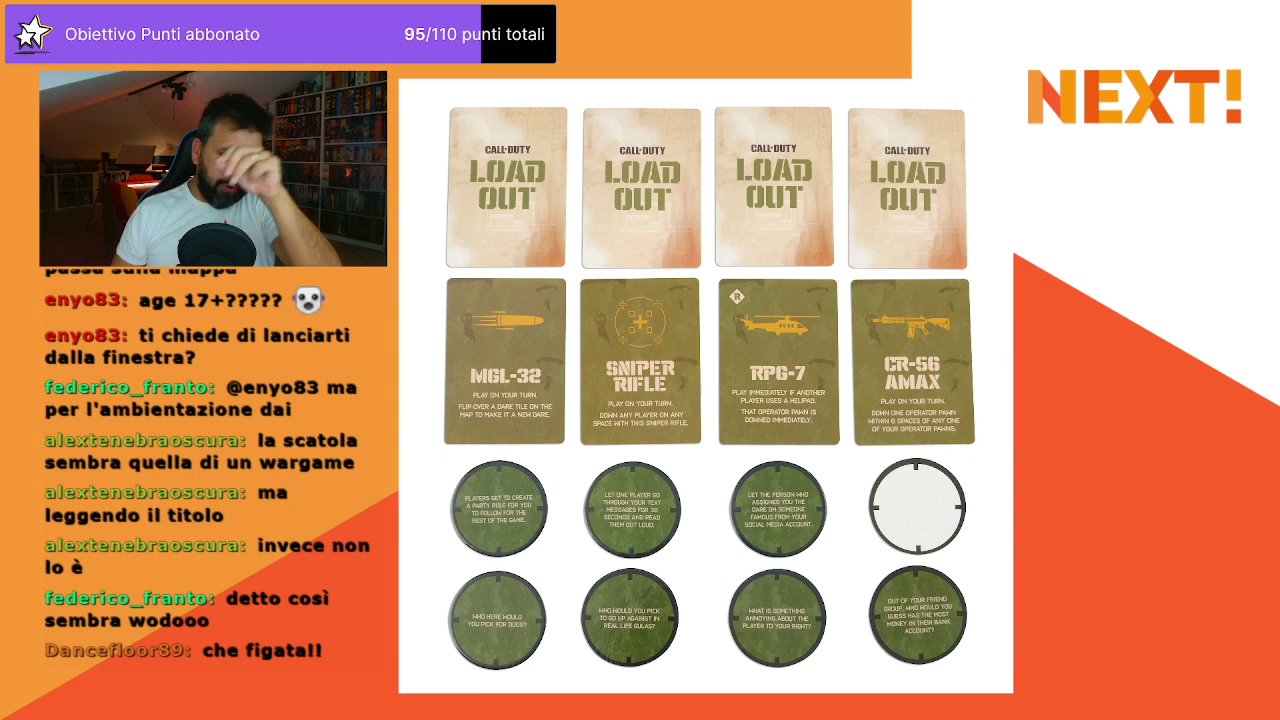 Obiettivo Punti abbonato
95/110 punti totali
NEXT!
passa sulla mappa
enyo83: age 17+?????
enyo83: ti chiede di lanciarti
dalla finestra?
federico_franto: @enyo83 ma
per l'ambientazione dai
alextenebraoscura: la scatola
sembra quella di un wargame
alextenebraoscura: ma
leggendo il titolo
alextenebraoscura: invece non
lo è
federico_franto: detto così
sembra wodooo
Dancefloor89: che figata!!
CALL·DUTY
LOAD
OUT
CALL·DUTY
LOAD
OUT
CALL·DUTY
LOAD
OUT
CALL·DUTY
LOAD
OUT
MGL-32
PLAY ON YOUR TURN.
FLIP OVER A DARE TILE ON THE
MAP TO MAKE IT A NEW DARE.
SNIPER
RIFLE
PLAY ON YOUR TURN.
DOWN ANY PLAYER ON ANY
SPACE WITH THIS SNIPER RIFLE.
R
RPG-7
PLAY IMMEDIATELY IF ANOTHER
PLAYER USES A HELIPAD.
THAT OPERATOR PAWN IS
DOWNED IMMEDIATELY.
CR-56
AMAX
PLAY ON YOUR TURN.
DOWN ONE OPERATOR PAWN
WITHIN 6 SPACES OF ANY ONE
OF YOUR OPERATOR PAWNS.
PLAYERS GET TO CREATE
A PARTY RULE FOR YOU
TO FOLLOW FOR THE
REST OF THE GAME.
LET ONE PLAYER GO
THROUGH YOUR TEXT
MESSAGES FOR 30
SECONDS AND READ
THEM OUT LOUD.
LET THE PERSON WHO
ASSIGNED YOU THE
DARE DM SOMEONE
FAMOUS FROM YOUR
SOCIAL MEDIA ACCOUNT.
WHO HERE WOULD
YOU PICK FOR DUOS?
WHO WOULD YOU PICK
TO GO UP AGAINST IN
REAL LIFE GULAG?
WHAT IS SOMETHING
ANNOYING ABOUT THE
PLAYER TO YOUR RIGHT?
OUT OF YOUR FRIEND
GROUP, WHO WOULD YOU
GUESS HAS THE MOST
MONEY IN THEIR BANK
ACCOUNT?